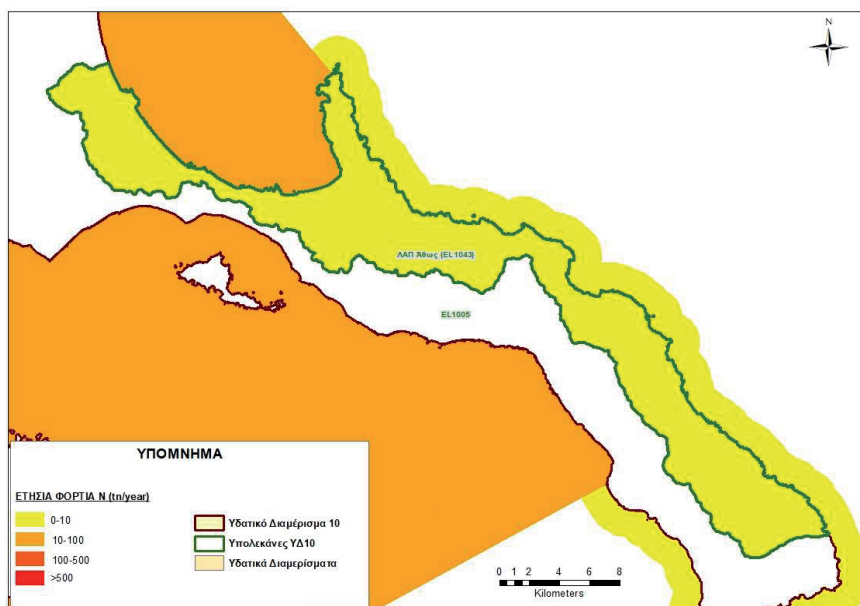 N
ΛΑΠ Άθως (EL1043)
EL1005
ΥΠΟΜΝΗΜΑ
ΕΤΗΣΙΑ ΦΟΡΤΙΑ Ν (tn/year)
0-10
10-100
100-500
>500
Υδατικό Διαμέρισμα 10
Υπολεκάνες ΥΔ10
Υδατικά Διαμερίσματα
0 1 2 4 6 8
Kilometers